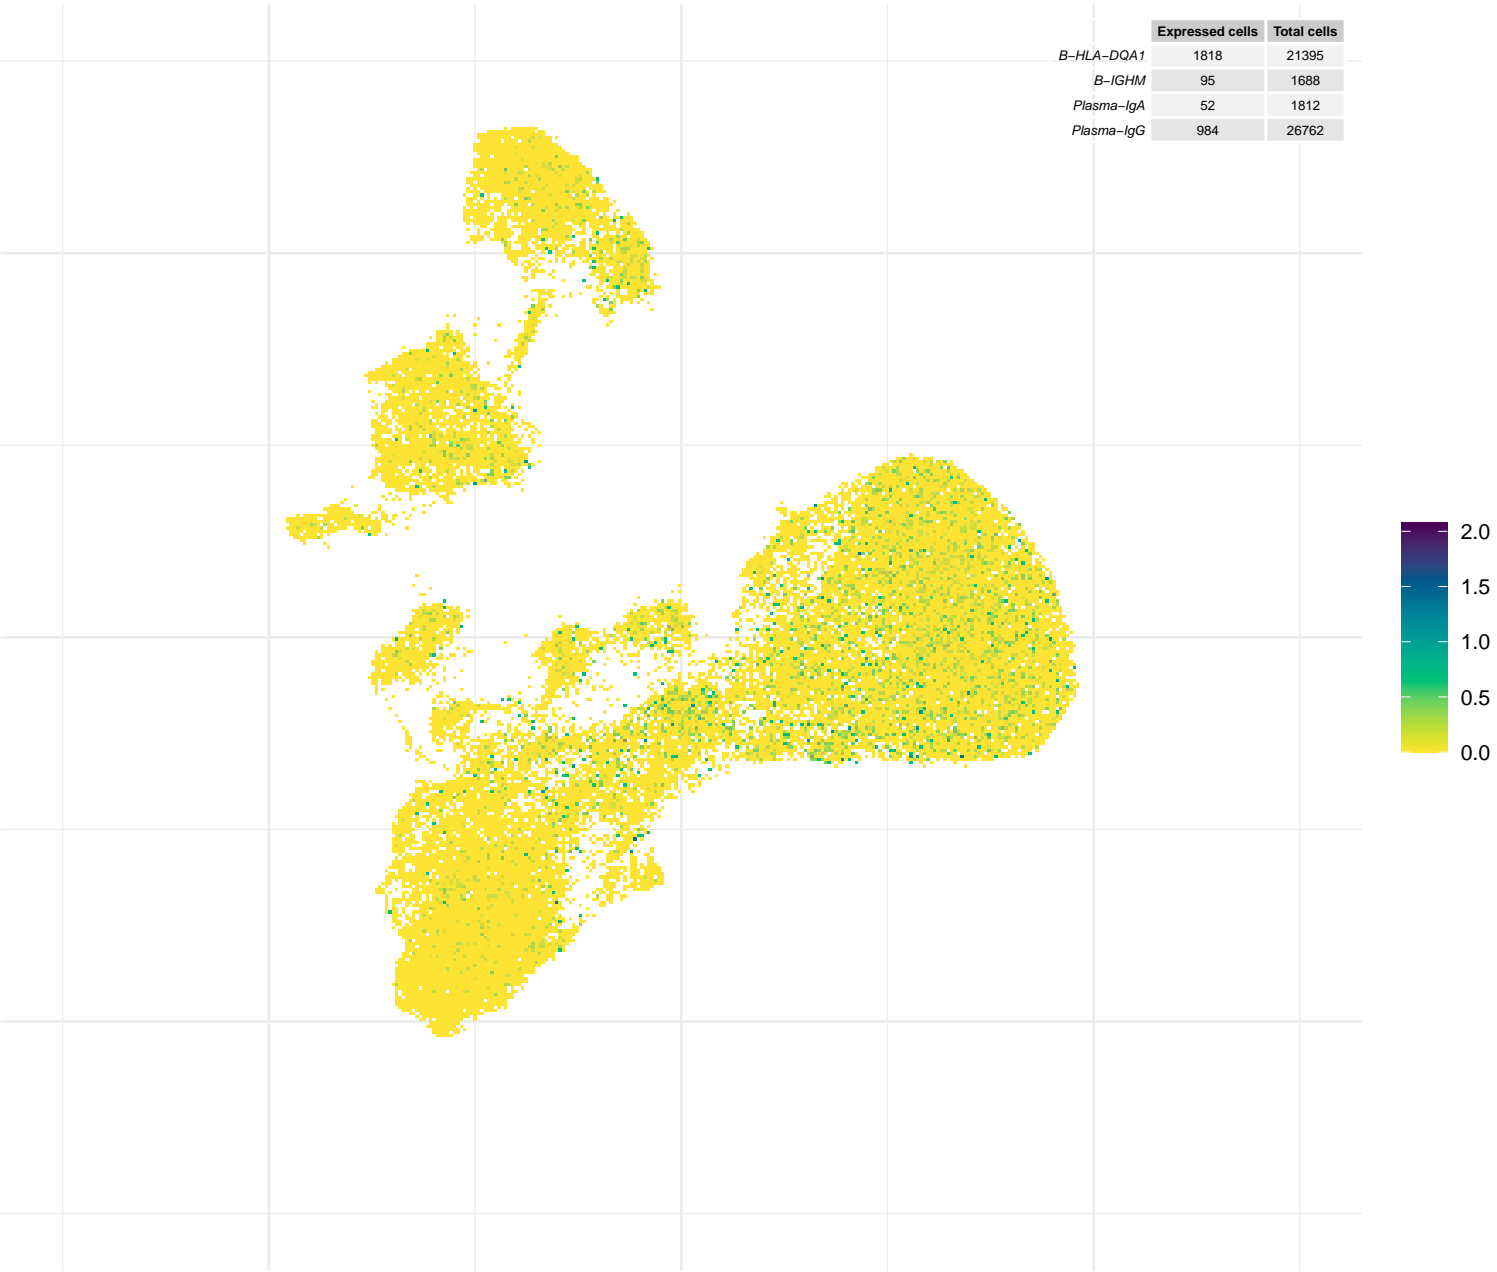 Expressed cells Total cells
B−HLA−DQA1 1818 21395
B−IGHM 95 1688
Plasma−IgA 52 1812
Plasma−IgG 984 26762
2.0
1.5
1.0
0.5
0.0